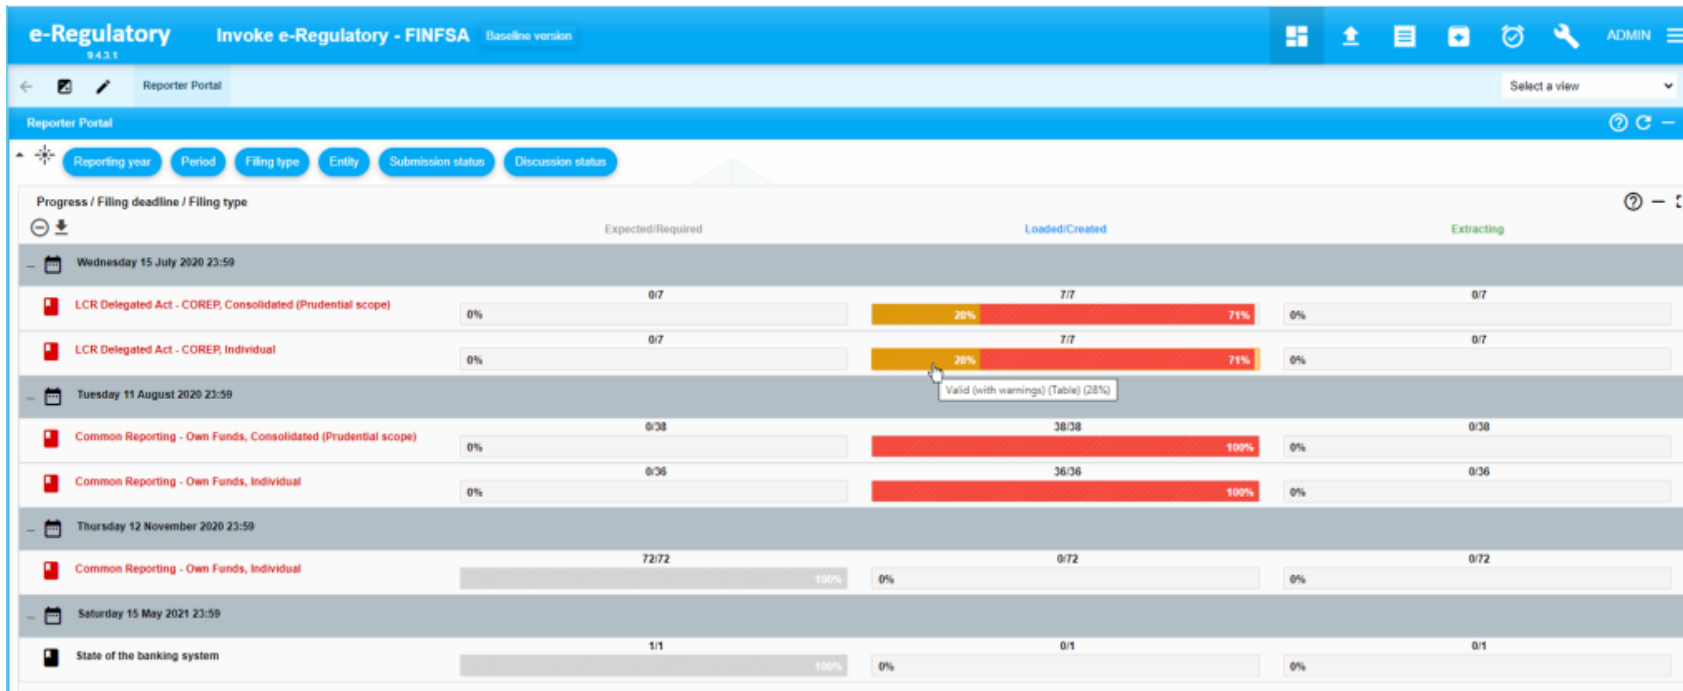 e-Regulatory Invoke e-Regulatory - FINFSA Baseline version ADMIN
9.4.3.1
Reporter Portal Select a view
Reporter Portal
Reporting year Period Filing type Entity Submission status Discussion status
Progress / Filing deadline / Filing type
Expected/Required Loaded/Created Extracting
Wednesday 15 July 2020 23:59
0/7 7/7 0/7
LCR Delegated Act - COREP, Consolidated (Prudential scope)
0% 28% 71% 0%
0/7 7/7 0/7
LCR Delegated Act - COREP, Individual
0% 28% 71% 0%
Valid (with warnings) (Table) (28%)
Tuesday 11 August 2020 23:59
0/38 38/38 0/38
Common Reporting - Own Funds, Consolidated (Prudential scope)
0% 100% 0%
0/36 36/36 0/36
Common Reporting - Own Funds, Individual
0% 100% 0%
Thursday 12 November 2020 23:59
72/72 0/72 0/72
Common Reporting - Own Funds, Individual
100% 0% 0%
Saturday 15 May 2021 23:59
1/1 0/1 0/1
State of the banking system
100% 0% 0%